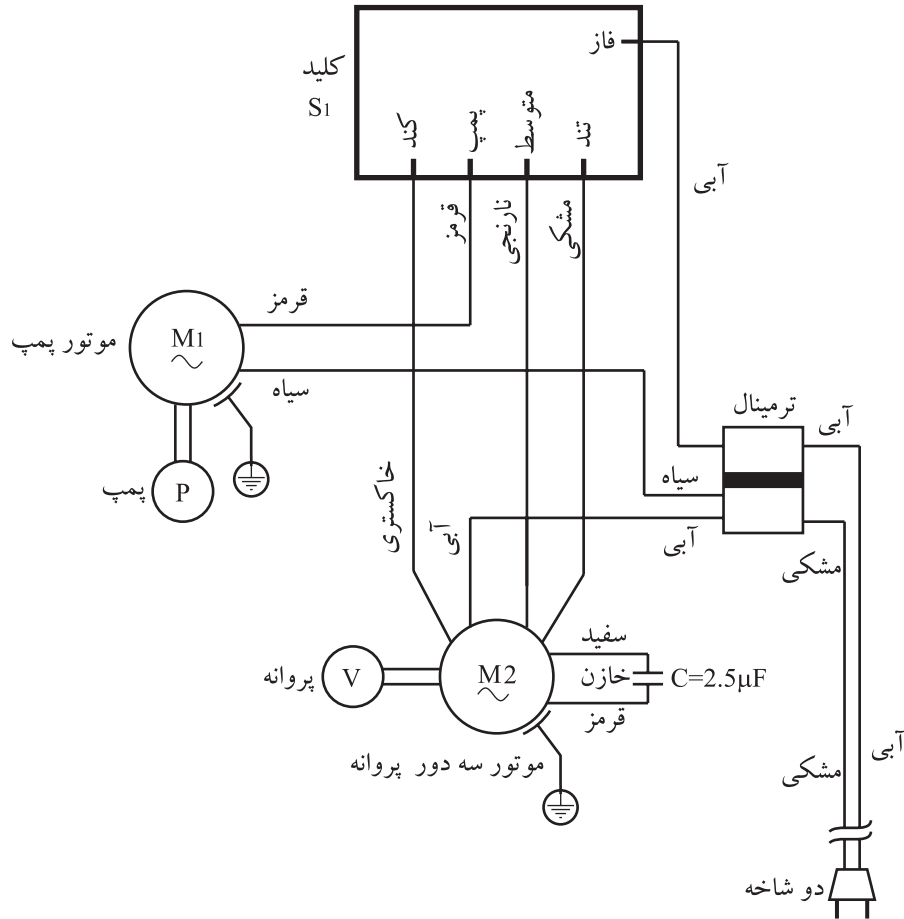 فاز
کلید
S1
کند
پمپ
متوسط
تند
آبی
قرمز
نارنجی
مشکی
قرمز
M1
موتور پمپ
سیاه
ترمینال
آبی
سیاه
P
پمپ
خاکستری
آبی
آبی
مشکی
سفید
M2
خازن
C=2.5µF
V
پروانه
قرمز
موتور سه دور پروانه
آبی
مشکی
دو شاخه